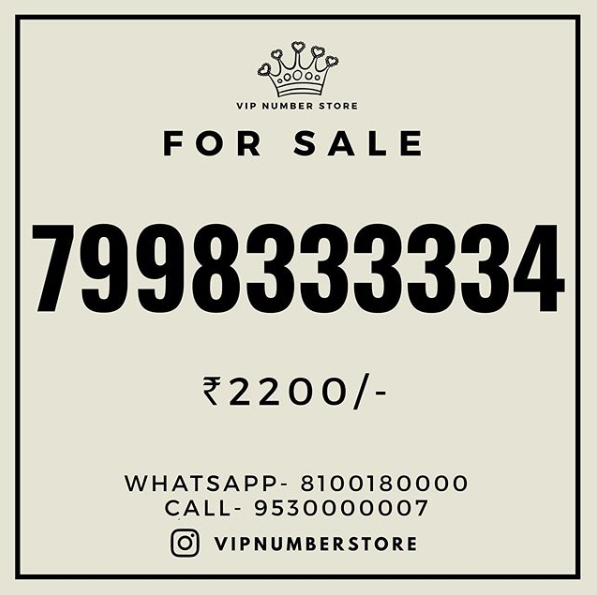 VIP NUMBER STORE
FOR SALE
7998333334
₹2200/-
WHATSAPP- 8100180000
CALL- 9530000007
VIPNUMBERSTORE